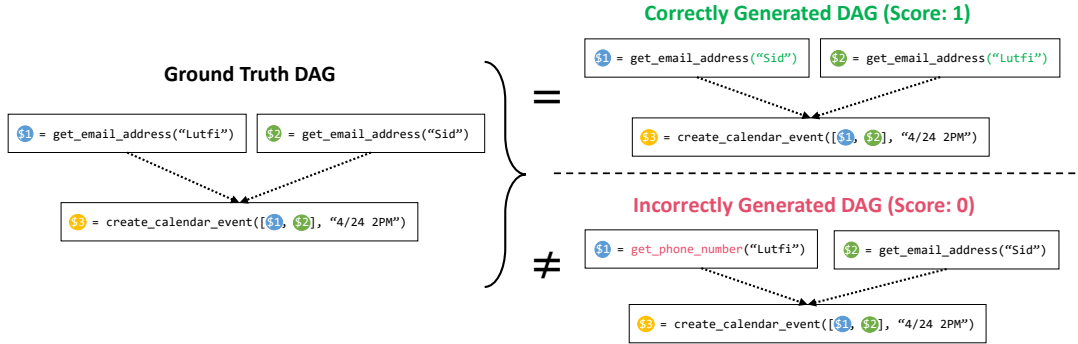 Ground Truth DAG
$1 = get_email_address(“Lutfi”)
$2 = get_email_address(“Sid”)
$3 = create_calendar_event([$1, $2], “4/24 2PM”)
=
≠
Correctly Generated DAG (Score: 1)
$1 = get_email_address(“Sid”)
$2 = get_email_address(“Lutfi”)
$3 = create_calendar_event([$1, $2], “4/24 2PM”)
Incorrectly Generated DAG (Score: 0)
$1 = get_phone_number(“Lutfi”)
$2 = get_email_address(“Sid”)
$3 = create_calendar_event([$1, $2], “4/24 2PM”)